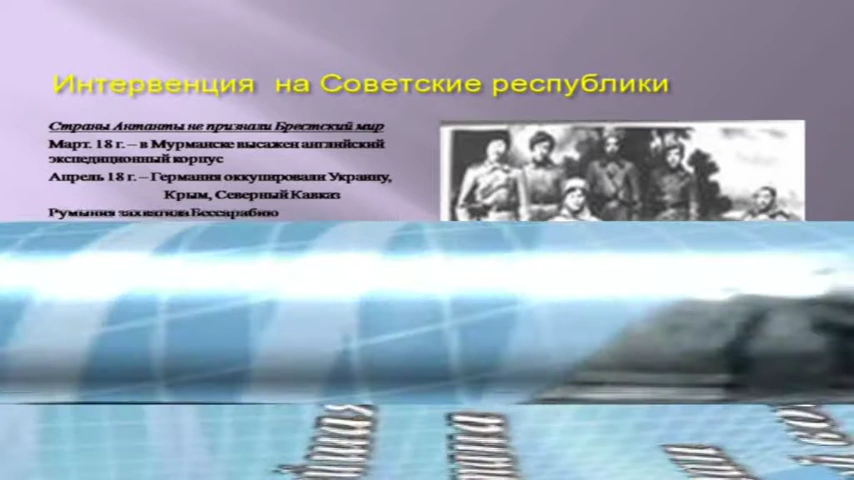 Интервенция на Советские республики
Страны Антанты не признали Брестский мир
Март. 18 г. – в Мурманске высажен английский
экспедиционный корпус
Апрель 18 г. – Германия оккупировали Украину,
Крым, Северный Кавказ
Румыния захватила Бессарабию